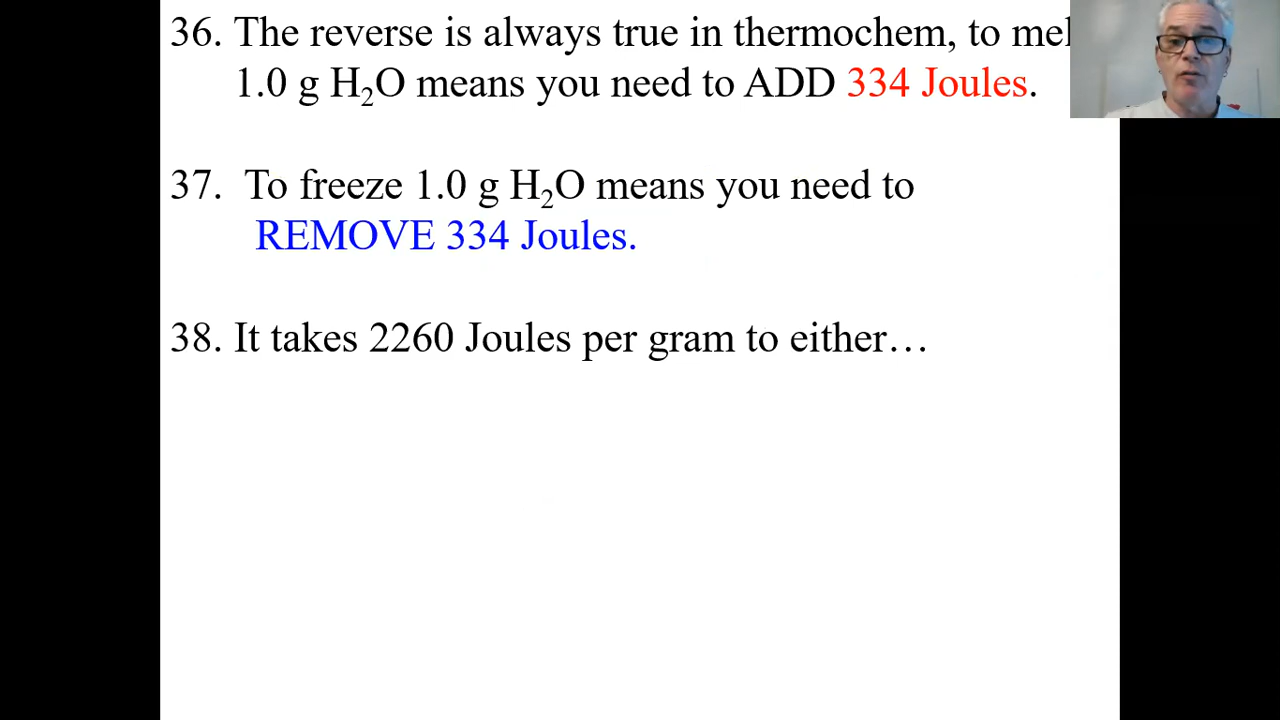 36. The reverse is always true in thermochem, to
1.0 g H₂O means you need to ADD 334 Joules.
37. To freeze 1.0 g H₂O means you need to
REMOVE 334 Joules.
38. It takes 2260 Joules per gram to either…